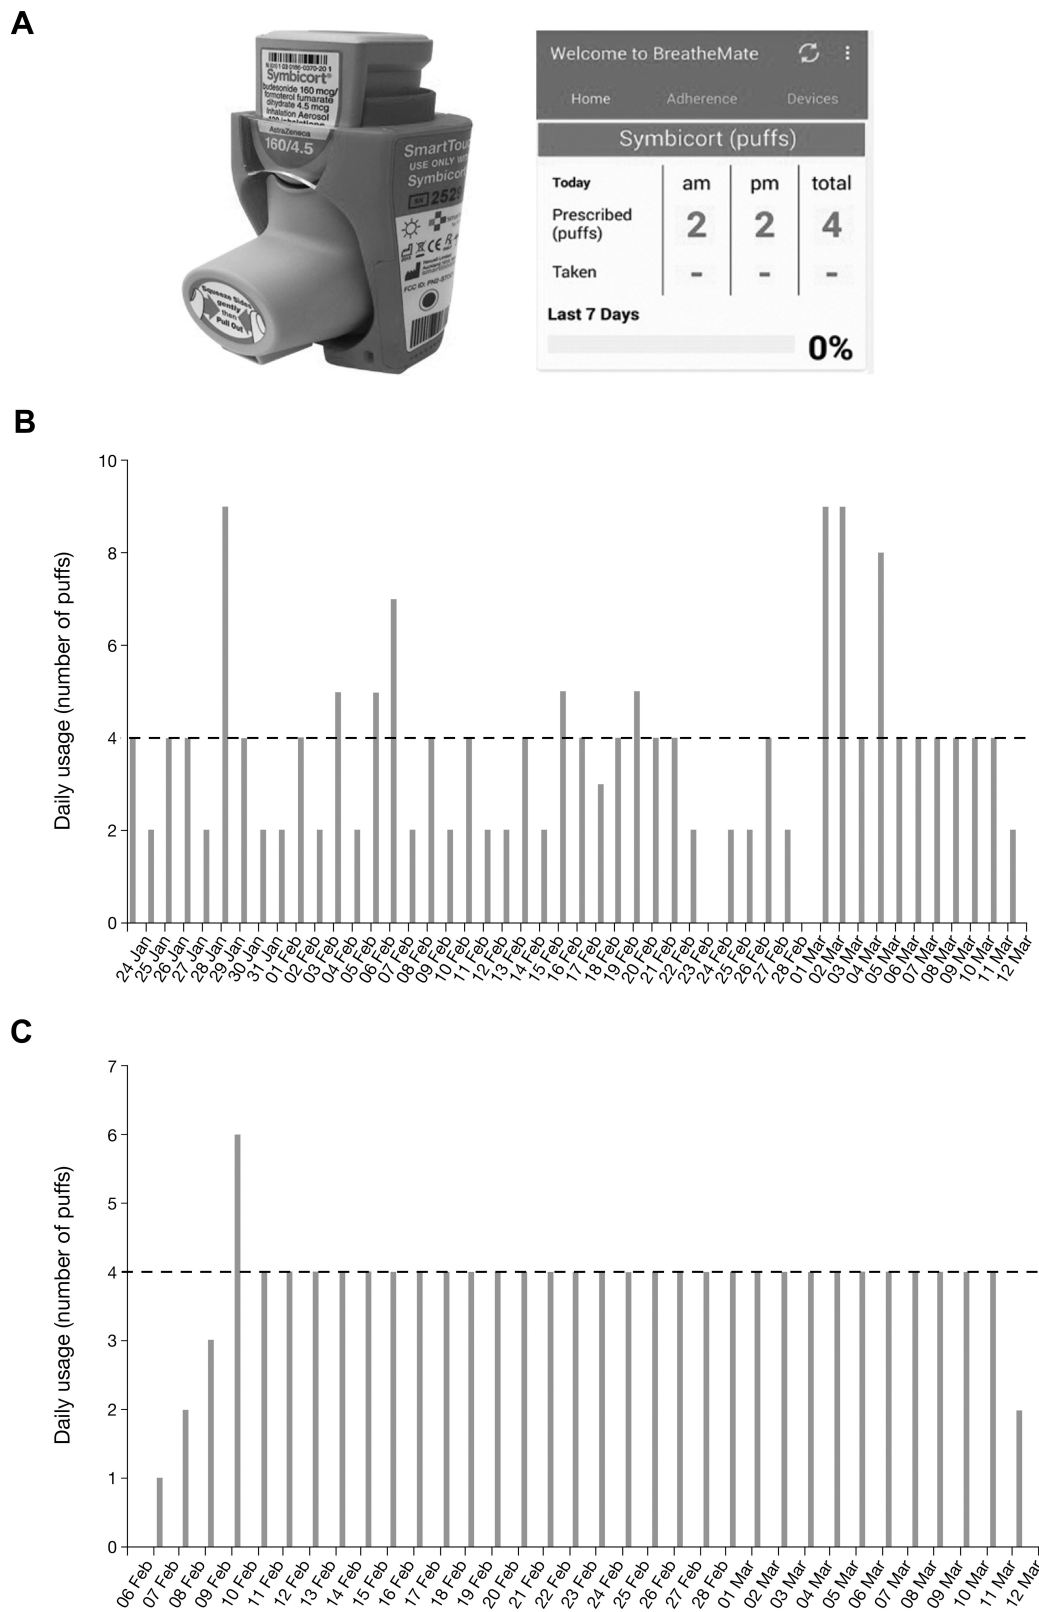 A
Symbicort®
budesonide 160 mcg/
formoterol fumarate
dihydrate 4.5 mcg
Inhalation Aerosol
AstraZeneca
160/4.5
SmartTou
USE ONLY WI
Symbicor
SN 2528
FCC ID:
Squeeze Sides
gently
then
Pull Out
Welcome to BreatheMate
Home Adherence Devices
Symbicort (puffs)
Today am pm total
Prescribed
(puffs) 2 2 4
Taken - - -
Last 7 Days
0%
B
Daily usage (number of puffs)
10
8
6
4
2
0
24 Jan 25 Jan 26 Jan 27 Jan 28 Jan 29 Jan 30 Jan 31 Jan 01 Feb 02 Feb 03 Feb 04 Feb 05 Feb 06 Feb 07 Feb 08 Feb 09 Feb 10 Feb 11 Feb 12 Feb 13 Feb 14 Feb 15 Feb 16 Feb 17 Feb 18 Feb 19 Feb 20 Feb 21 Feb 22 Feb 23 Feb 24 Feb 25 Feb 26 Feb 27 Feb 28 Feb 01 Mar 02 Mar 03 Mar 04 Mar 05 Mar 06 Mar 07 Mar 08 Mar 09 Mar 10 Mar 11 Mar 12 Mar
C
Daily usage (number of puffs)
7
6
5
4
3
2
1
0
06 Feb 07 Feb 08 Feb 09 Feb 10 Feb 11 Feb 12 Feb 13 Feb 14 Feb 15 Feb 16 Feb 17 Feb 18 Feb 19 Feb 20 Feb 21 Feb 22 Feb 23 Feb 24 Feb 25 Feb 26 Feb 27 Feb 28 Feb 01 Mar 02 Mar 03 Mar 04 Mar 05 Mar 06 Mar 07 Mar 08 Mar 09 Mar 10 Mar 11 Mar 12 Mar